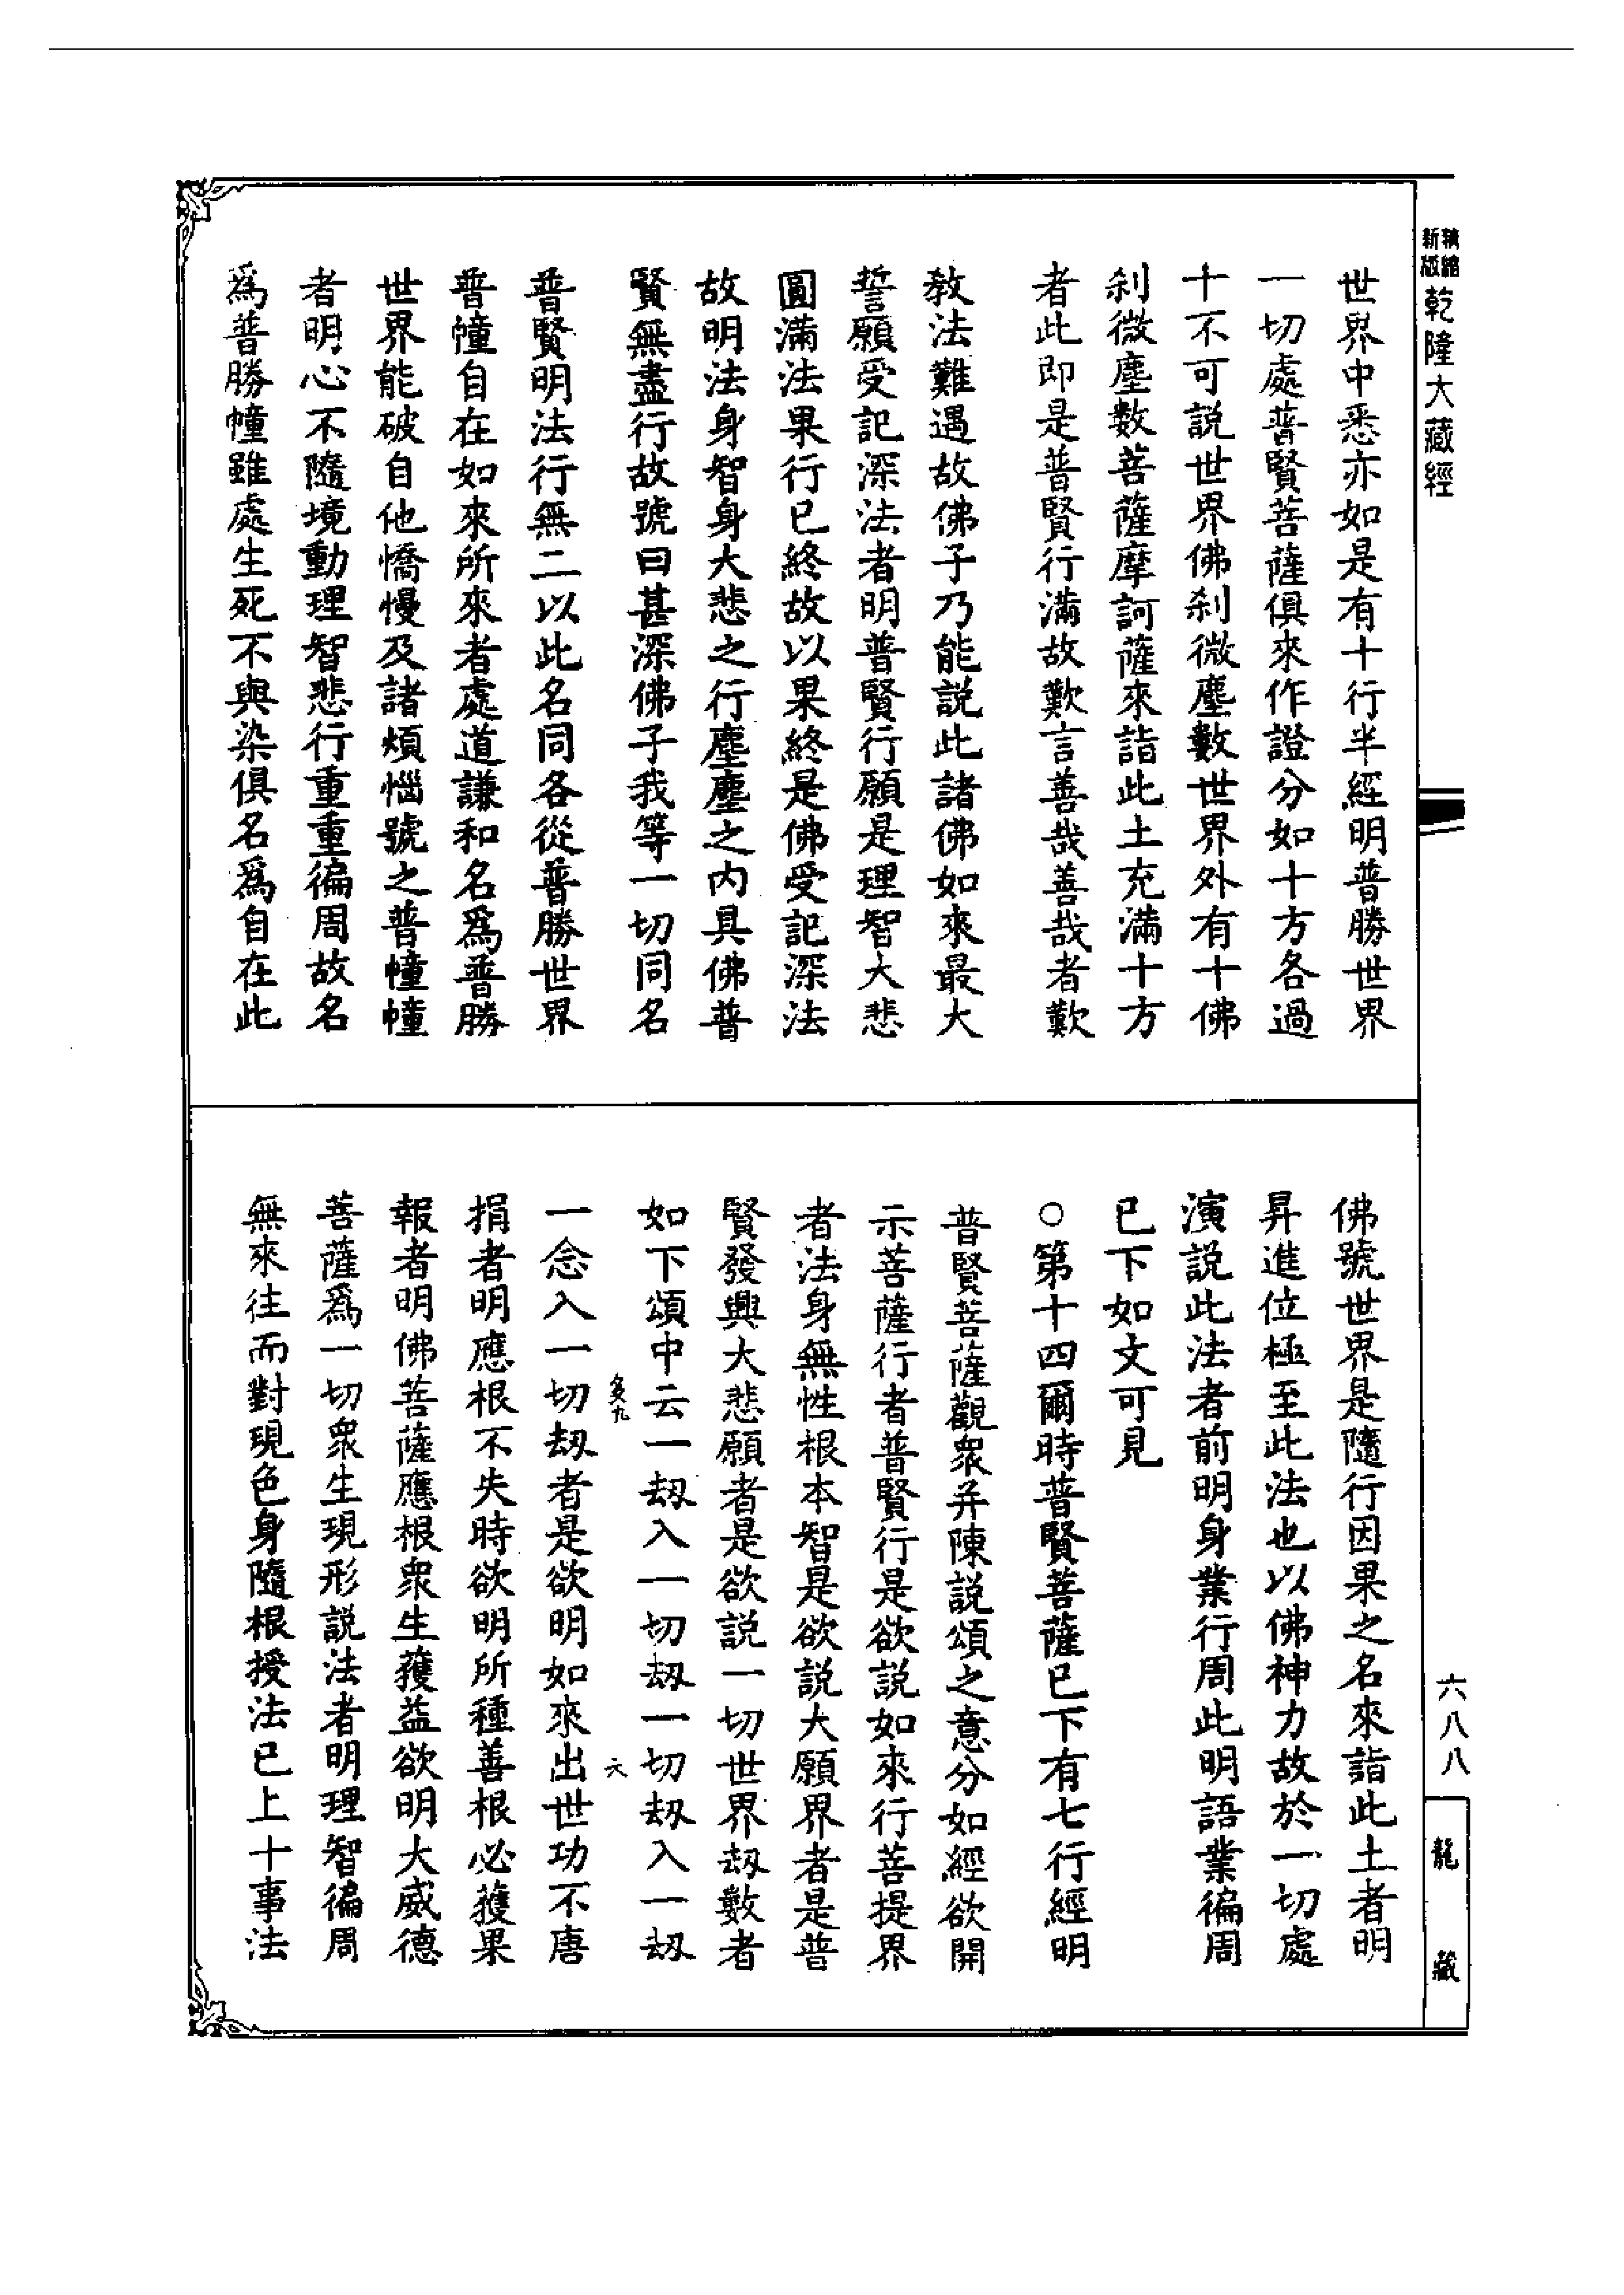 新版 精縮 乾隆大藏經
世界中悉亦如是有十行半經明普勝世界
一切處普賢菩薩俱來作證分如十方各過
十不可說世界佛剎微塵數世界外有十佛
剎微塵數菩薩摩訶薩來詣此土充滿十方
者此即是普賢行滿故歎言善哉善哉者歎
教法難遇故佛子乃能說此諸佛如來最大
誓願受記深法者明普賢行願是理智大悲
圓滿法果行已終故以果終是佛受記深法
故明法身智身大悲之行塵塵之內具佛普
賢無盡行故號曰甚深佛子我等一切同名
普賢明法行無二以此名同各從普勝世界
普幢自在如來所來者處道謙和名爲普勝
世界能破自他憍慢及諸煩惱號之普幢幢
者明心不隨境動理智悲行重重徧周故名
爲普勝幢雖處生死不與染俱名爲自在此
佛號世界是隨行因果之名來詣此土者明
昇進位極至此法也以佛神力故於一切處
演說此法者前明身業行周此明語業徧周
已下如文可見
○第十四爾時普賢菩薩已下有七行經明
普賢菩薩觀衆并陳說頌之意分如經欲開
示菩薩行者普賢行是欲說如來行菩提界
者法身無性根本智是欲說大願界者是普
賢發興大悲願者是欲說一切世界劫數者
如下頌中云一劫入一切劫一切劫入一劫
一念入一切劫者是欲明如來出世功不唐
捐者明應根不失時欲明所種善根必獲果
報者明佛菩薩應根衆生獲益欲明大威德
菩薩爲一切衆生現形說法者明理智徧周
無來往而對現色身隨根授法已上十事法
六八八
龍藏
六